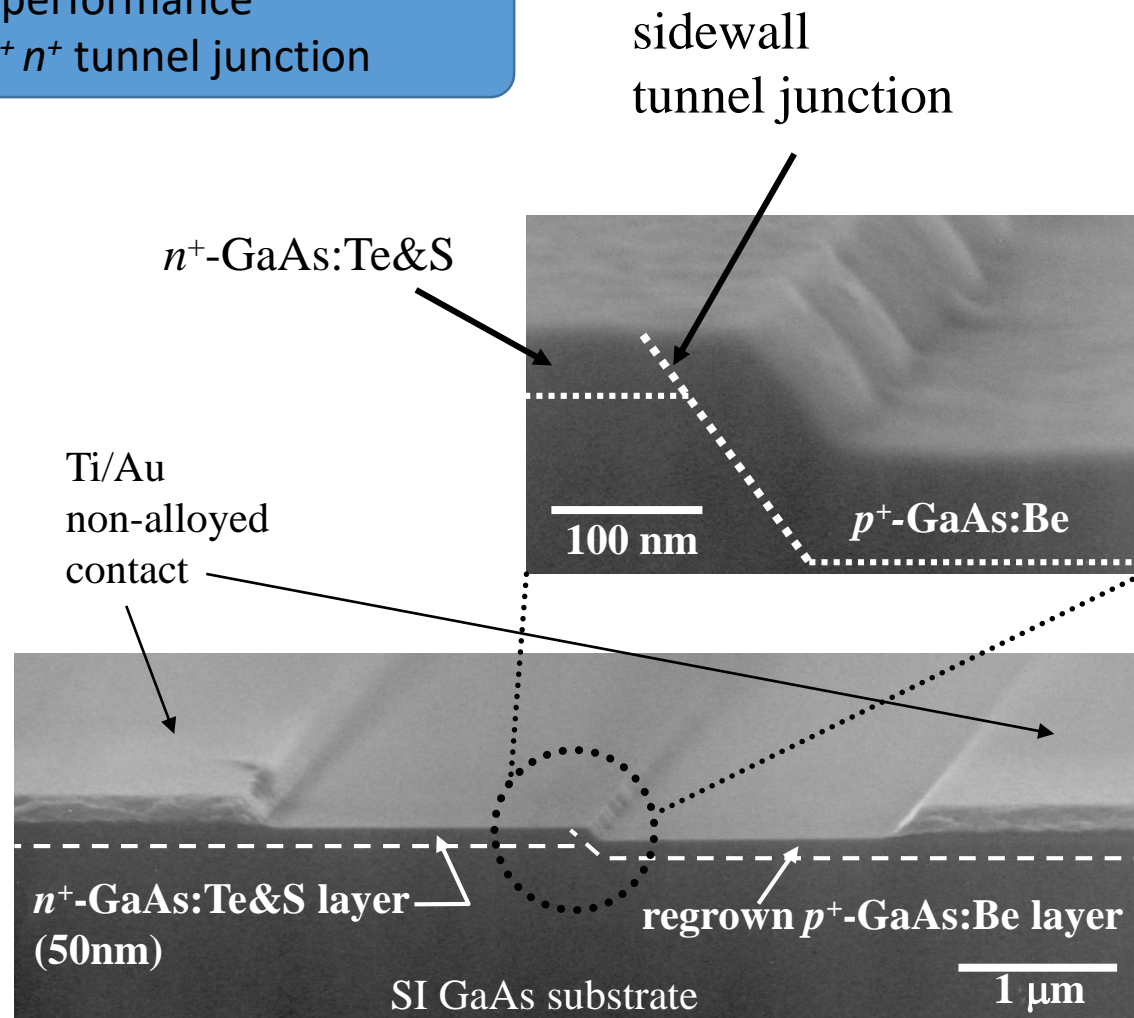 performance
⁺ n⁺ tunnel junction
sidewall
tunnel junction
n⁺-GaAs:Te&S
Ti/Au
non-alloyed
contact
100 nm
p⁺-GaAs:Be
n⁺-GaAs:Te&S layer
(50nm)
regrown p⁺-GaAs:Be layer
SI GaAs substrate
1 μm